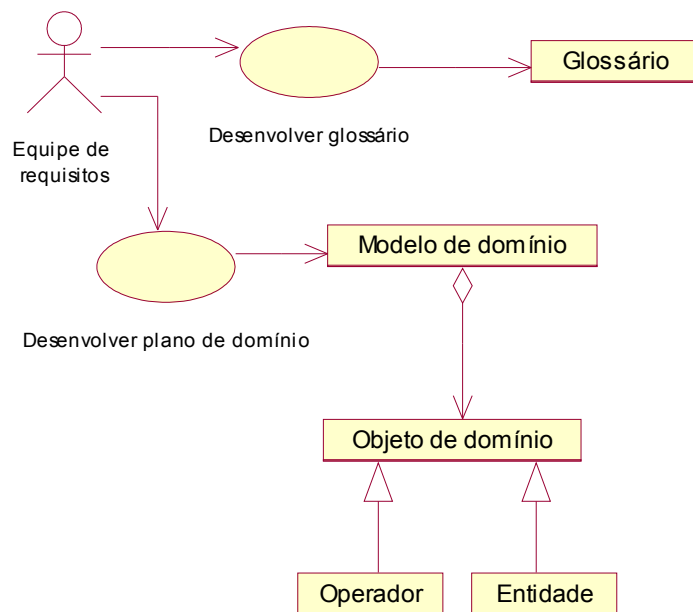 Glossário
Desenvolver glossário
Equipe de
requisitos
Modelo de domínio
Desenvolver plano de domínio
Objeto de domínio
Operador
Entidade